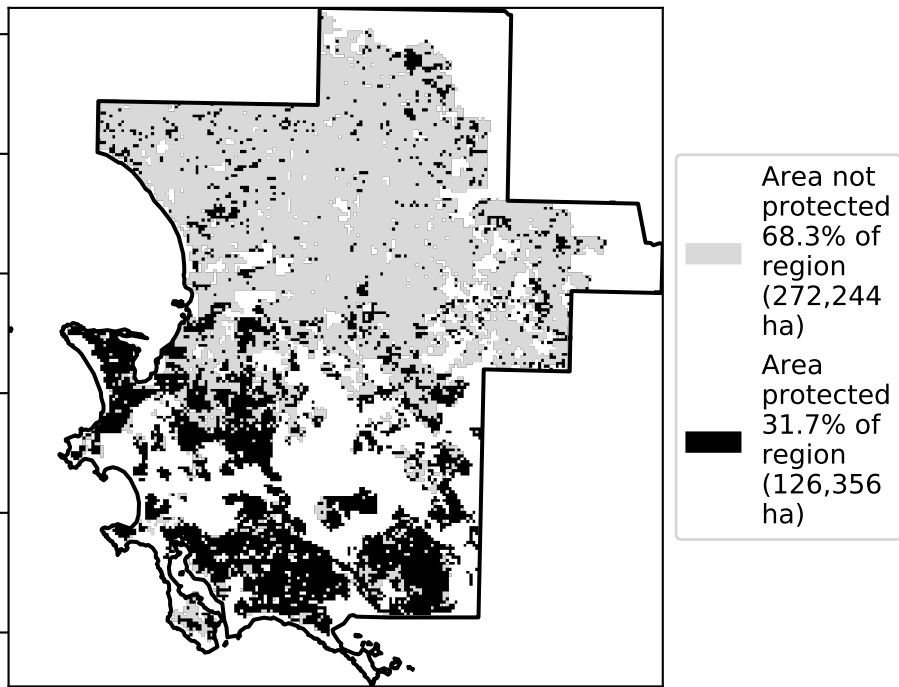 Area not
protected
68.3% of
region
(272,244
ha)
Area
protected
31.7% of
region
(126,356
ha)